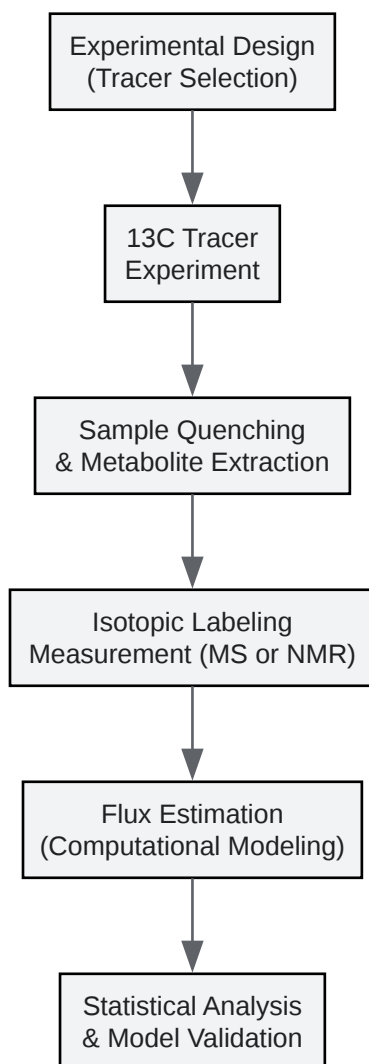 Experimental Design
(Tracer Selection)
13C Tracer
Experiment
Sample Quenching
& Metabolite Extraction
Isotopic Labeling
Measurement (MS or NMR)
Flux Estimation
(Computational Modeling)
Statistical Analysis
& Model Validation